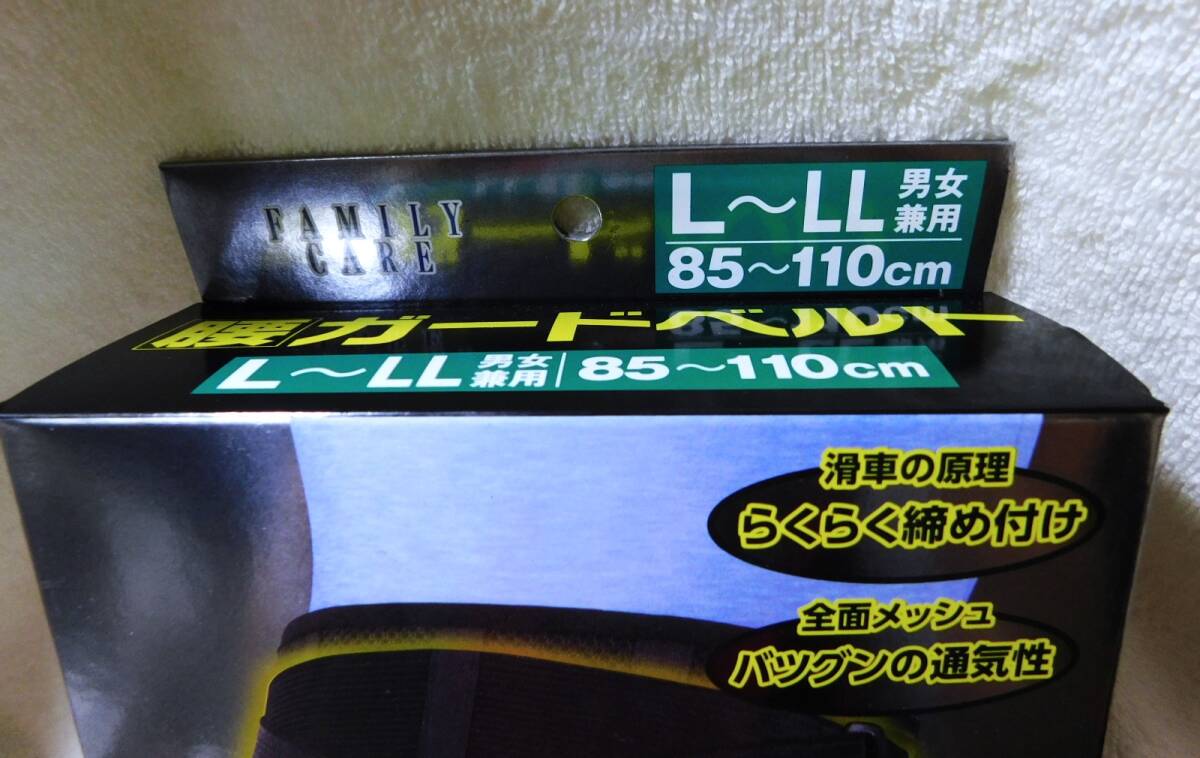 FAMILY
CARE
L～LL 男女兼用
85～110cm
腰ガードベルト
L～LL 男女兼用 85～110cm
滑車の原理
らくらく締め付け
全面メッシュ
バツグンの通気性